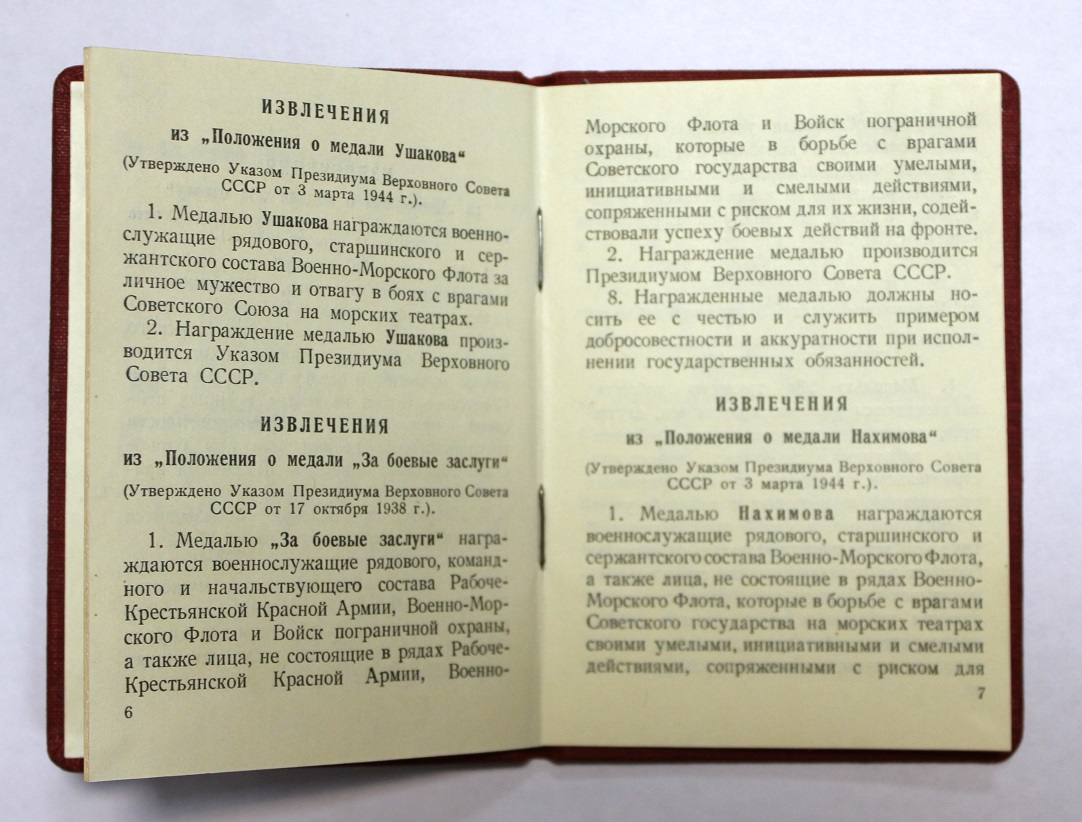 ИЗВЛЕЧЕНИЯ
из „Положения о медали Ушакова“
(Утверждено Указом Президиума Верховного Совета
СССР от 3 марта 1944 г.).
1. Медалью Ушакова награждаются военно-
служащие рядового, старшинского и сер-
жантского состава Военно-Морского Флота за
личное мужество и отвагу в боях с врагами
Советского Союза на морских театрах.
2. Награждение медалью Ушакова произ-
водится Указом Президиума Верховного
Совета СССР.
ИЗВЛЕЧЕНИЯ
из „Положения о медали „За боевые заслуги“
(Утверждено Указом Президиума Верховного Совета
СССР от 17 октября 1938 г.).
1. Медалью „За боевые заслуги“ награ-
ждаются военнослужащие рядового, команд-
ного и начальствующего состава Рабоче-
Крестьянской Красной Армии, Военно-Мор-
ского Флота и Войск пограничной охраны,
а также лица, не состоящие в рядах Рабоче-
Крестьянской Красной Армии, Военно-
6
Морского Флота и Войск пограничной
охраны, которые в борьбе с врагами
Советского государства своими умелыми,
инициативными и смелыми действиями,
сопряженными с риском для их жизни, содей-
ствовали успеху боевых действий на фронте.
2. Награждение медалью производится
Президиумом Верховного Совета СССР.
8. Награжденные медалью должны но-
сить ее с честью и служить примером
добросовестности и аккуратности при испол-
нении государственных обязанностей.
ИЗВЛЕЧЕНИЯ
из „Положения о медали Нахимова“
(Утверждено Указом Президиума Верховного Совета
СССР от 3 марта 1944 г.).
1. Медалью Нахимова награждаются
военнослужащие рядового, старшинского и
сержантского состава Военно-Морского Флота,
а также лица, не состоящие в рядах Военно-
Морского Флота, которые в борьбе с врагами
Советского государства на морских театрах
своими умелыми, инициативными и смелыми
действиями, сопряженными с риском для
7